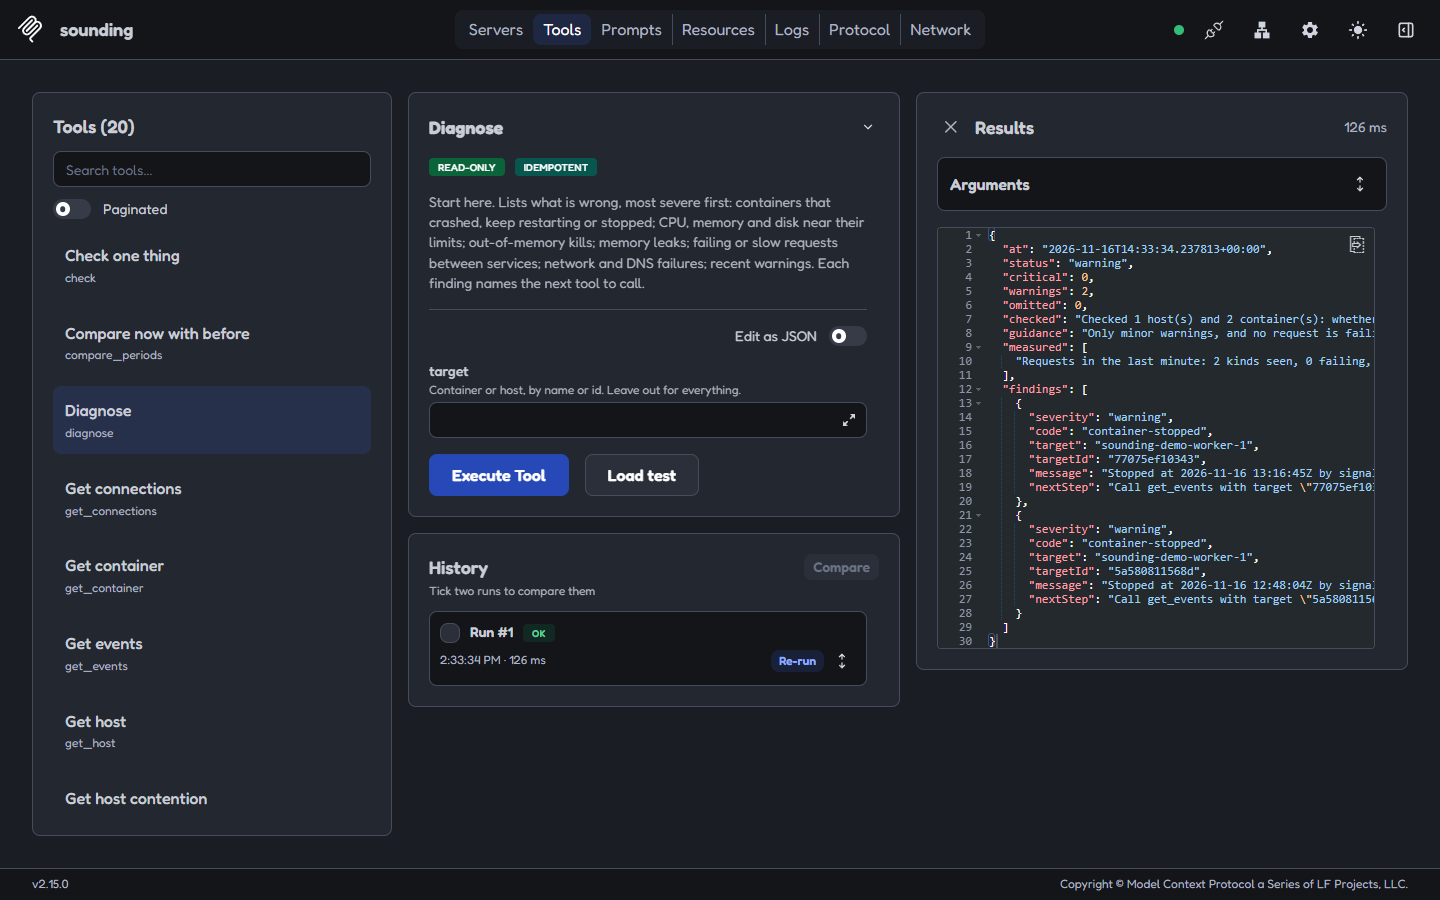 sounding
Servers
Tools
Prompts
Resources
Logs
Protocol
Network
Tools (20)
Search tools...
Paginated
Check one thing
check
Compare now with before
compare_periods
Diagnose
diagnose
Get connections
get_connections
Get container
get_container
Get events
get_events
Get host
get_host
Get host contention
Diagnose
READ-ONLY
IDEMPOTENT
Start here. Lists what is wrong, most severe first: containers that
crashed, keep restarting or stopped; CPU, memory and disk near their
limits; out-of-memory kills; memory leaks; failing or slow requests
between services; network and DNS failures; recent warnings. Each
finding names the next tool to call.
Edit as JSON
target
Container or host, by name or id. Leave out for everything.
Execute Tool
Load test
History
Compare
Tick two runs to compare them
Run #1
OK
2:33:34 PM · 126 ms
Re-run
Results
126 ms
Arguments
1 {
2 "at": "2026-11-16T14:33:34.237813+00:00",
3 "status": "warning",
4 "critical": 0,
5 "warnings": 2,
6 "omitted": 0,
7 "checked": "Checked 1 host(s) and 2 container(s): whether
8 "guidance": "Only minor warnings, and no request is fail
9 "measured": [
10 "Requests in the last minute: 2 kinds seen, 0 failing,
11 ],
12 "findings": [
13 {
14 "severity": "warning",
15 "code": "container-stopped",
16 "target": "sounding-demo-worker-1",
17 "targetId": "77075ef10343",
18 "message": "Stopped at 2026-11-16 13:16:45Z by signa
19 "nextStep": "Call get_events with target \"77075ef10
20 },
21 {
22 "severity": "warning",
23 "code": "container-stopped",
24 "target": "sounding-demo-worker-1",
25 "targetId": "5a580811568d",
26 "message": "Stopped at 2026-11-16 12:48:04Z by signa
27 "nextStep": "Call get_events with target \"5a5808115
28 }
29 ]
30 }
v2.15.0
Copyright © Model Context Protocol a Series of LF Projects, LLC.